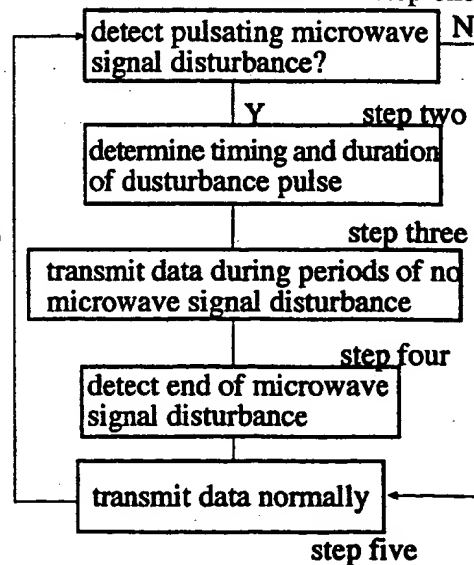 detect pulsating microwave
signal disturbance?
N
Y
step two
determine timing and duration
of dusturbance pulse
step three
transmit data during periods of no
microwave signal disturbance
step four
detect end of microwave
signal disturbance
transmit data normally
step five